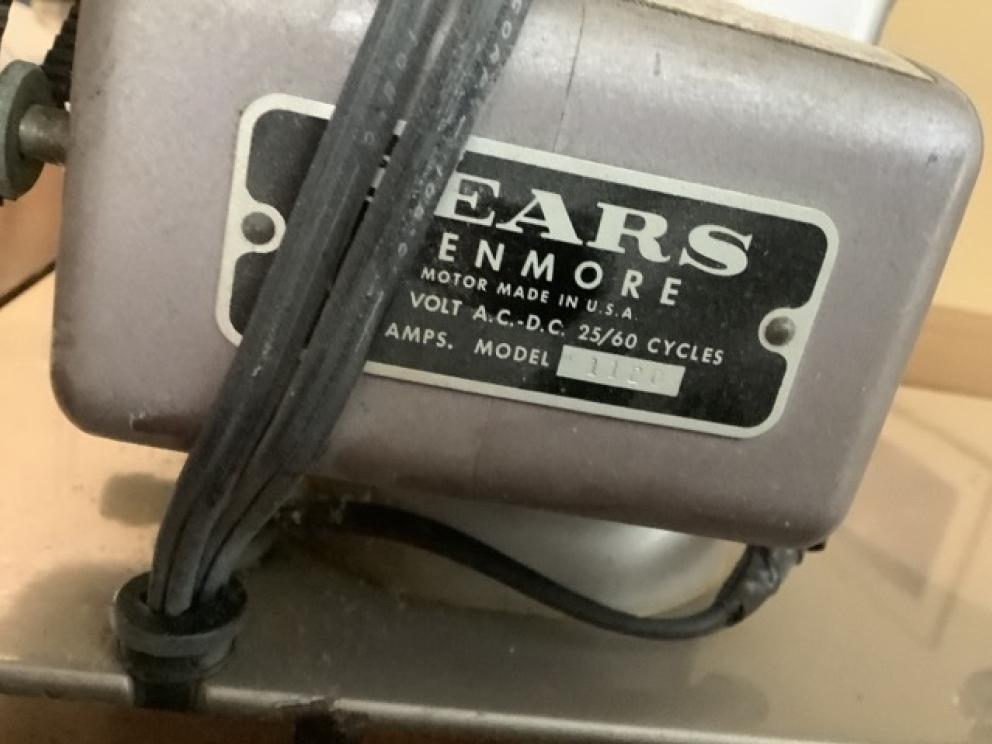 EARS
ENMORE
MOTOR MADE IN U.S.A.
VOLT A.C.-D.C. 25/60 CYCLES
AMPS. MODEL